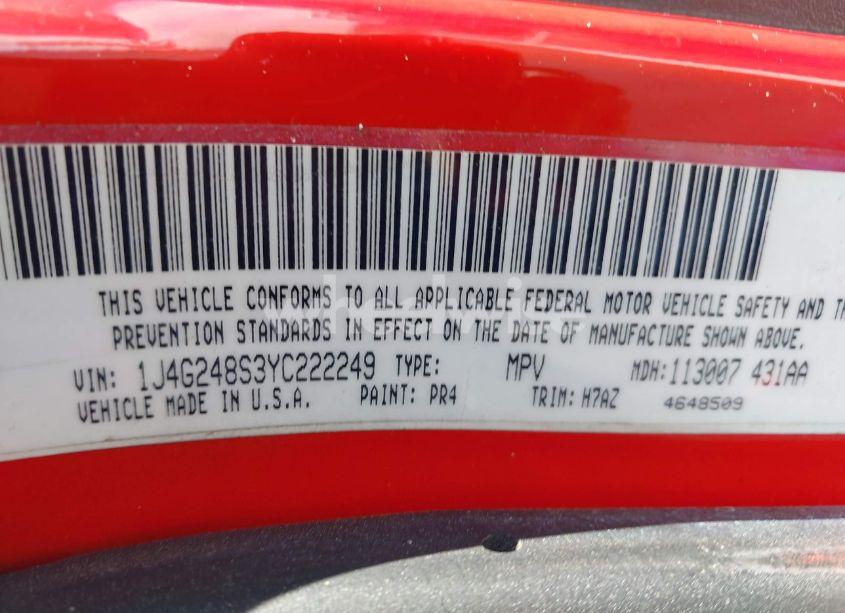 THIS VEHICLE CONFORMS TO ALL APPLICABLE FEDERAL MOTOR VEHICLE SAFETY AND
PREVENTION STANDARDS IN EFFECT ON THE DATE OF MANUFACTURE SHOWN ABOVE.
VIN: 1J4G248S3YC222249 TYPE: MPV MDH:113007 431AA
VEHICLE MADE IN U.S.A. PAINT: PR4 TRIM: H7AZ 4648509